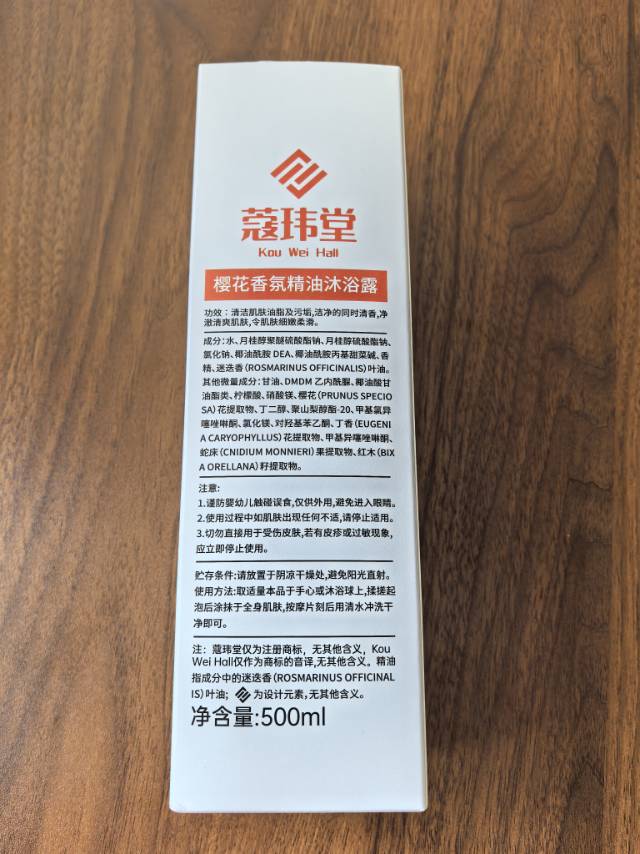 蔻玮堂
Kou Wei Hall
樱花香氛精油沐浴露
功效：清洁肌肤油脂及污垢,洁净的同时清香,净
澈清爽肌肤,令肌肤细嫩柔滑。
成分:水、月桂醇聚醚硫酸酯钠、月桂醇硫酸酯钠、
氯化钠、椰油酰胺 DEA、椰油酰胺丙基甜菜碱、香
精、迷迭香(ROSMARINUS OFFICINALIS)叶油。
其他微量成分:甘油、DMDM 乙内酰脲、椰油酸甘
油酯类、柠檬酸、硝酸镁、樱花(PRUNUS SPECIO
SA)花提取物、丁二醇、聚山梨醇酯-20、甲基氯异
噻唑啉酮、氯化镁、对羟基苯乙酮、丁香(EUGENI
A CARYOPHYLLUS)花提取物、甲基异噻唑啉酮、
蛇床(CNIDIUM MONNIERI)果提取物、红木(BIX
A ORELLANA)籽提取物。
注意:
1.谨防婴幼儿触碰误食,仅供外用,避免进入眼睛。
2.使用过程中如肌肤出现任何不适,请停止适用。
3.切勿直接用于受伤皮肤,若有皮疹或过敏现象,
应立即停止使用。
贮存条件:请放置于阴凉干燥处,避免阳光直射。
使用方法:取适量本品于手心或沐浴球上,揉搓起
泡后涂抹于全身肌肤,按摩片刻后用清水冲洗干
净即可。
注：蔻玮堂仅为注册商标，无其他含义，Kou
Wei Hall仅作为商标的音译,无其他含义。精油
指成分中的迷迭香(ROSMARINUS OFFICINAL
IS)叶油; 为设计元素,无其他含义。
净含量:500ml